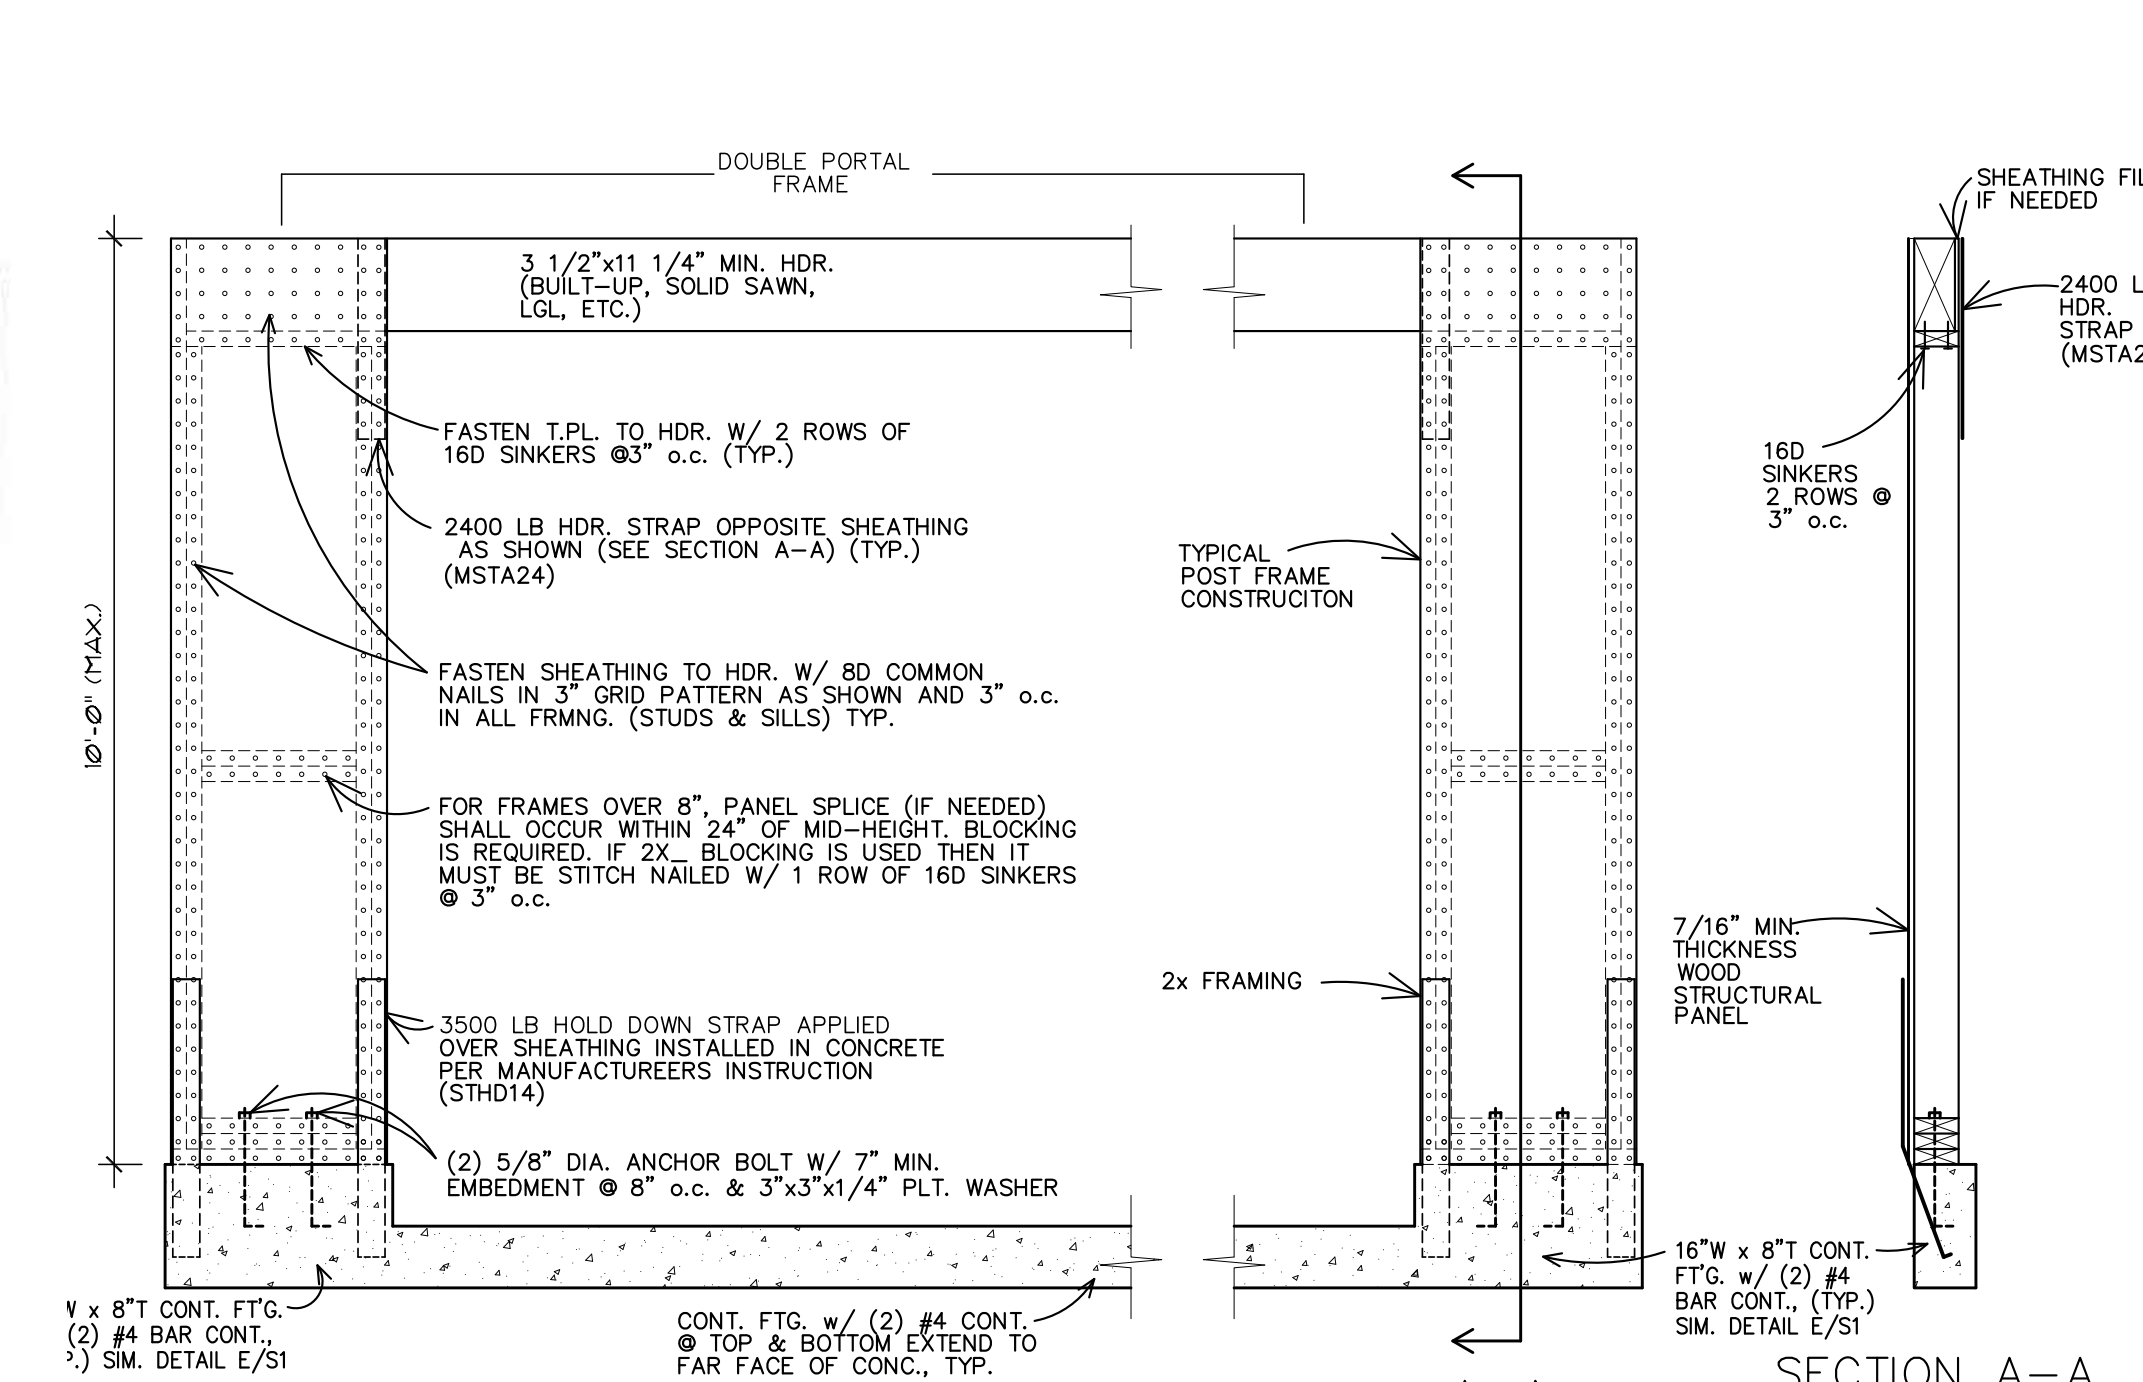 DOUBLE PORTAL
FRAME
3 1/2”x11 1/4” MIN. HDR.
(BUILT-UP, SOLID SAWN,
LGL, ETC.)
FASTEN T.PL. TO HDR. W/ 2 ROWS OF
16D SINKERS @3” o.c. (TYP.)
2400 LB HDR. STRAP OPPOSITE SHEATHING
AS SHOWN (SEE SECTION A-A) (TYP.)
(MSTA24)
FASTEN SHEATHING TO HDR. W/ 8D COMMON
NAILS IN 3” GRID PATTERN AS SHOWN AND 3” o.c.
IN ALL FRMNG. (STUDS & SILLS) TYP.
10'-0" (MAX.)
FOR FRAMES OVER 8”, PANEL SPLICE (IF NEEDED)
SHALL OCCUR WITHIN 24” OF MID-HEIGHT. BLOCKING
IS REQUIRED. IF 2X_ BLOCKING IS USED THEN IT
MUST BE STITCH NAILED W/ 1 ROW OF 16D SINKERS
@ 3” o.c.
3500 LB HOLD DOWN STRAP APPLIED
OVER SHEATHING INSTALLED IN CONCRETE
PER MANUFACTUREERS INSTRUCTION
(STHD14)
(2) 5/8” DIA. ANCHOR BOLT W/ 7” MIN.
EMBEDMENT @ 8” o.c. & 3”x3”x1/4” PLT. WASHER
x 8”T CONT. FT'G.
(2) #4 BAR CONT.,
SIM. DETAIL E/S1
CONT. FTG. w/ (2) #4 CONT.
@ TOP & BOTTOM EXTEND TO
FAR FACE OF CONC., TYP.
TYPICAL
POST FRAME
CONSTRUCITON
2x FRAMING
SHEATHING
IF NEEDED
2400
HDR.
STRAP
16D
SINKERS
2 ROWS @
3” o.c.
7/16” MIN.
THICKNESS
WOOD
STRUCTURAL
PANEL
16”W x 8”T CONT.
FT'G. w/ (2) #4
BAR CONT., (TYP.)
SIM. DETAIL E/S1
SECTION A-A